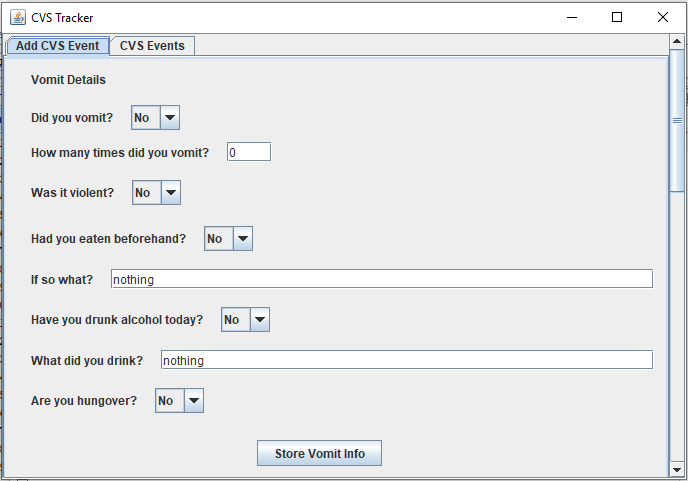 CVS Tracker
Add CVS Event CVS Events
Vomit Details
Did you vomit? No
How many times did you vomit? 0
Was it violent? No
Had you eaten beforehand? No
If so what? nothing
Have you drunk alcohol today? No
What did you drink? nothing
Are you hungover? No
Store Vomit Info